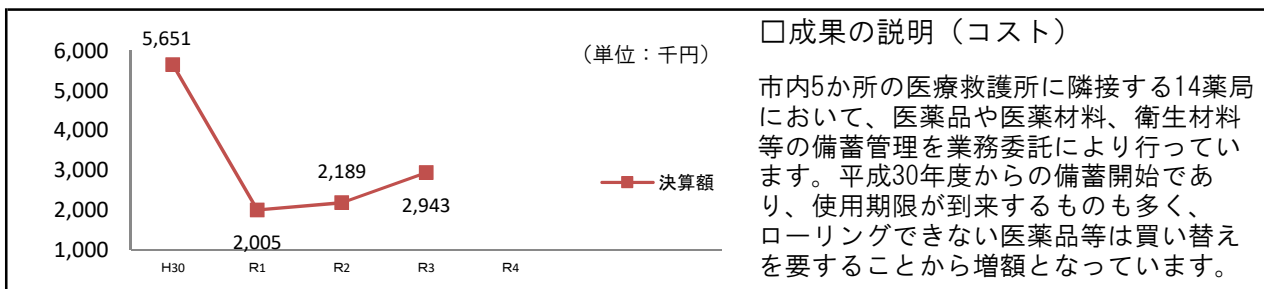 6,000
5,000
4,000
3,000
2,000
1,000
5,651
2,005
2,189
2,943
H30 R1 R2 R3 R4
（単位：千円）
決算額
□成果の説明（コスト）
市内5か所の医療救護所に隣接する14薬局
において、医薬品や医薬材料、衛生材料
等の備蓄管理を業務委託により行ってい
ます。平成30年度からの備蓄開始であ
り、使用期限が到来するものも多く、
ローリングできない医薬品等は買い替え
を要することから増額となっています。